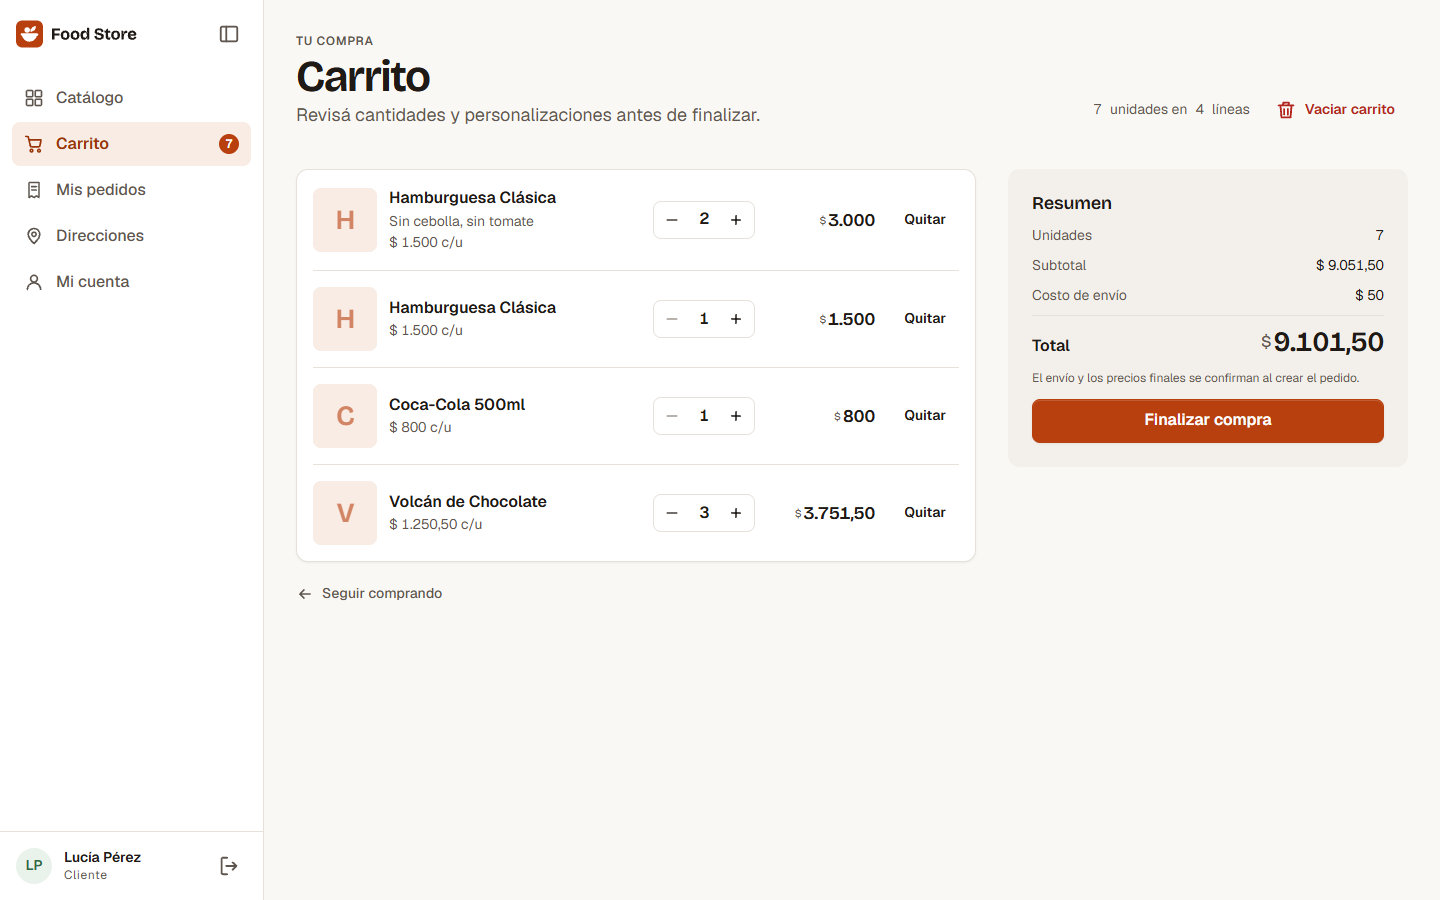 Food Store
Catálogo
Carrito 7
Mis pedidos
Direcciones
Mi cuenta
LP
Lucía Pérez
Cliente
TU COMPRA
Carrito
Revisá cantidades y personalizaciones antes de finalizar.
7 unidades en 4 líneas Vaciar carrito
H
Hamburguesa Clásica
Sin cebolla, sin tomate
$ 1.500 c/u
− 2 + $3.000 Quitar
H
Hamburguesa Clásica
$ 1.500 c/u
− 1 + $1.500 Quitar
C
Coca-Cola 500ml
$ 800 c/u
− 1 + $800 Quitar
V
Volcán de Chocolate
$ 1.250,50 c/u
− 3 + $3.751,50 Quitar
Seguir comprando
Resumen
Unidades 7
Subtotal $ 9.051,50
Costo de envío $ 50
Total $9.101,50
El envío y los precios finales se confirman al crear el pedido.
Finalizar compra